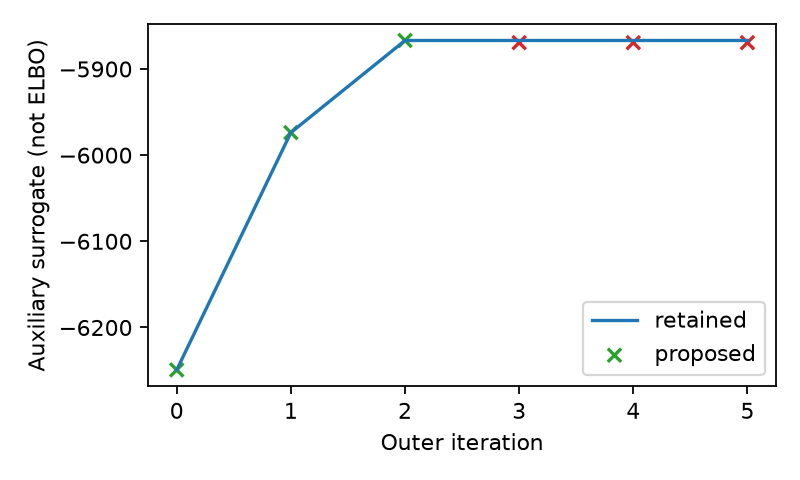 Auxiliary surrogate (not ELBO)
−5900
−6000
−6100
−6200
retained
proposed
0 1 2 3 4 5
Outer iteration